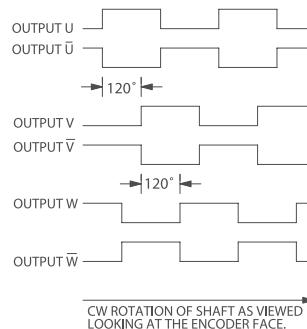 OUTPUT U
OUTPUT U̅
120°
OUTPUT V
OUTPUT V̅
120°
OUTPUT W
OUTPUT W̅
CW ROTATION OF SHAFT AS VIEWED
LOOKING AT THE ENCODER FACE.